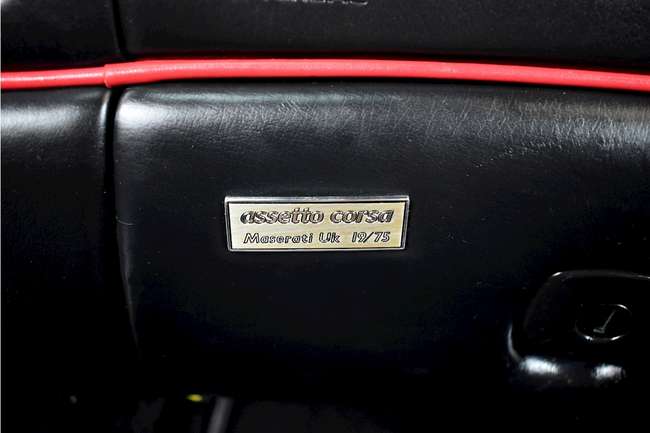 assetto corsa
Maserati Uk 19/75